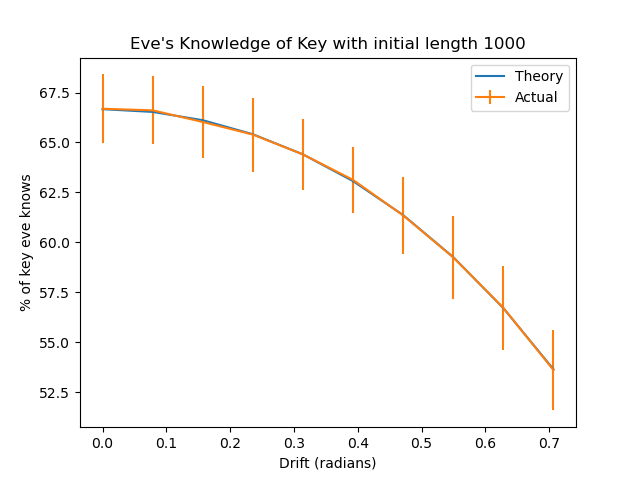 Eve's Knowledge of Key with initial length 1000
Theory
Actual
% of key eve knows
67.5
65.0
62.5
60.0
57.5
55.0
52.5
0.0 0.1 0.2 0.3 0.4 0.5 0.6 0.7
Drift (radians)